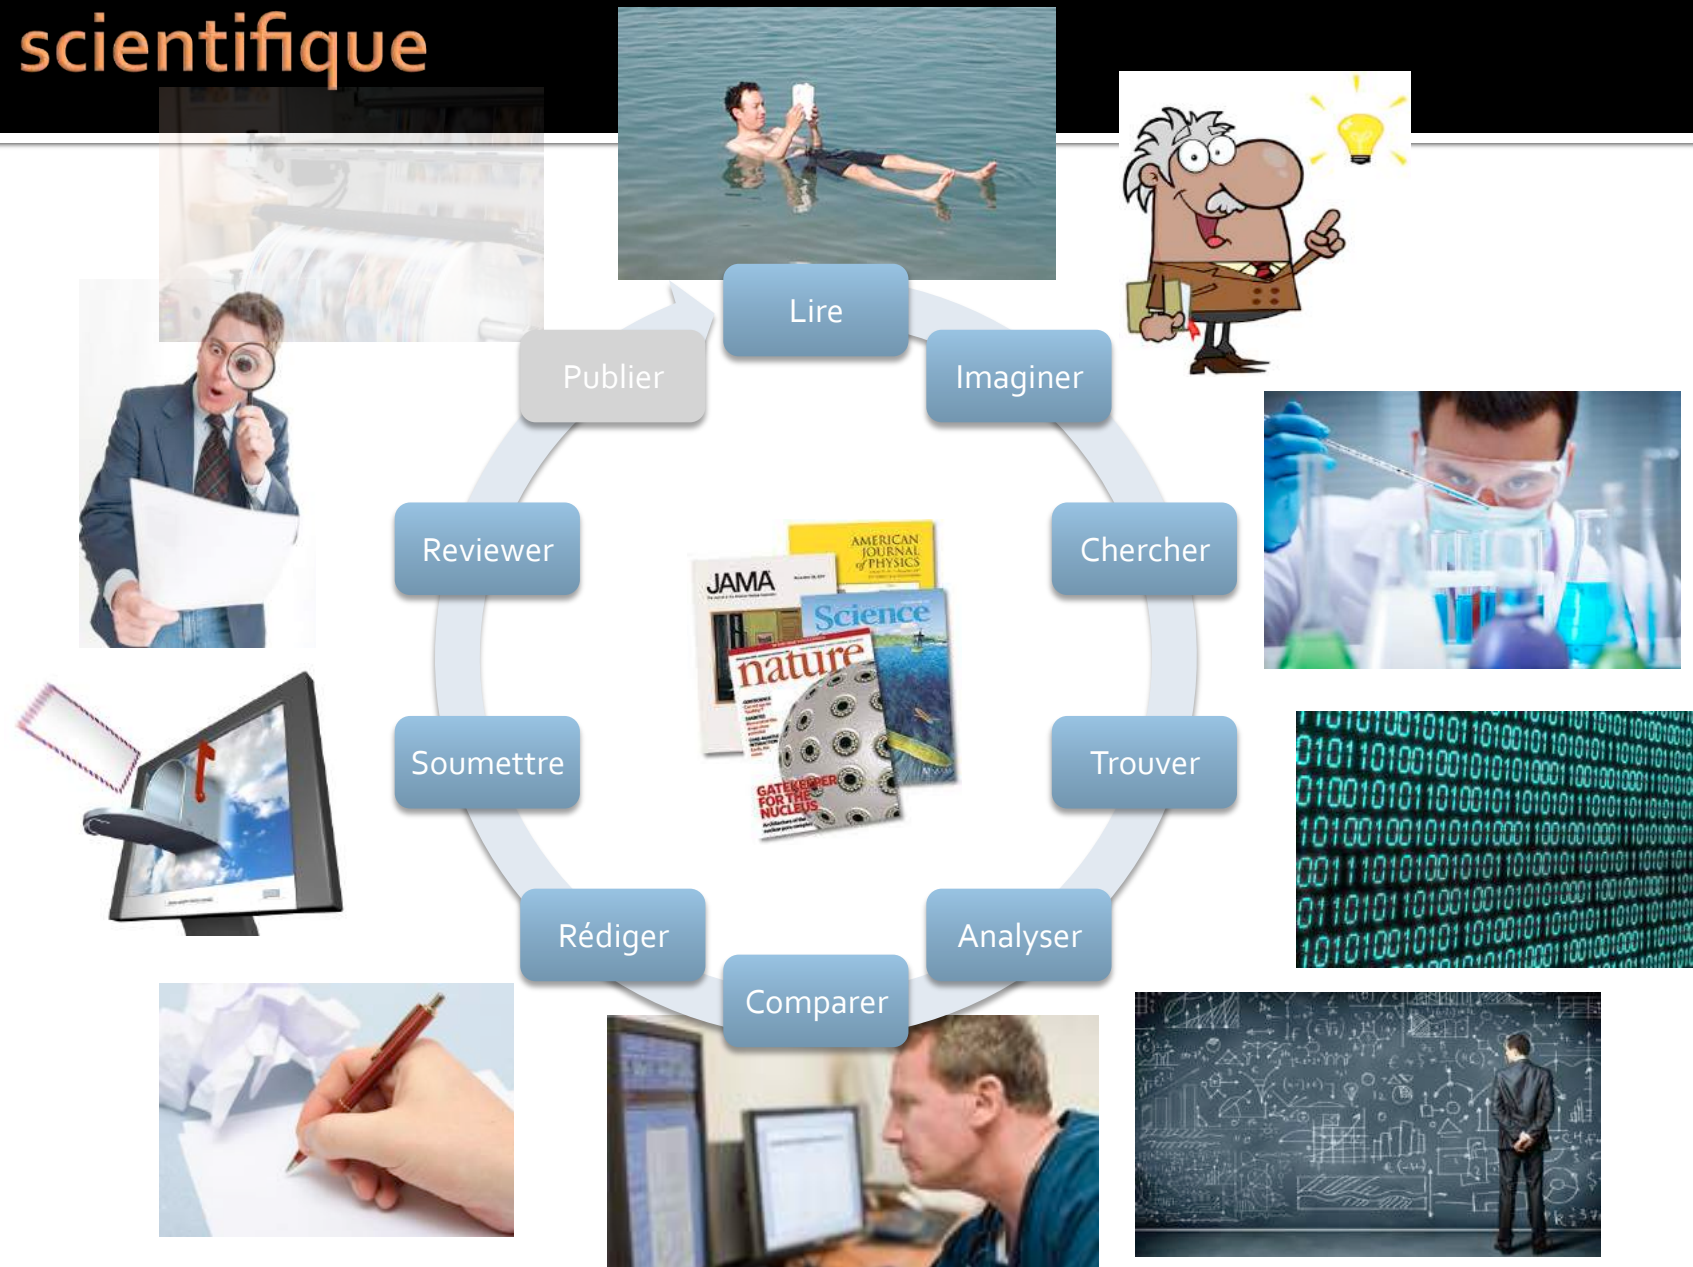 scientifique
Lire
Imaginer
Chercher
Trouver
Analyser
Comparer
Rédiger
Soumettre
Reviewer
Publier
AMERICAN
JOURNAL
of PHYSICS
JAMA
Science
nature
GATEKEEPER
FOR THE
NUCLEUS